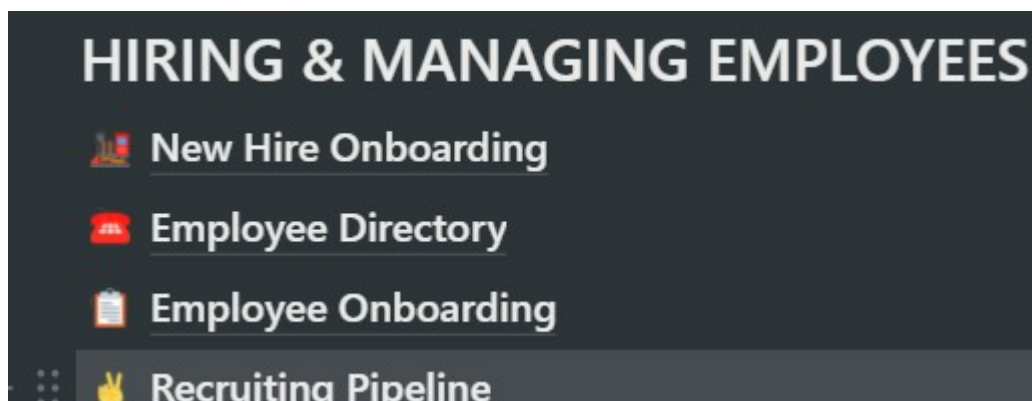 HIRING & MANAGING EMPLOYEES
New Hire Onboarding
Employee Directory
Employee Onboarding
Recruiting Pipeline